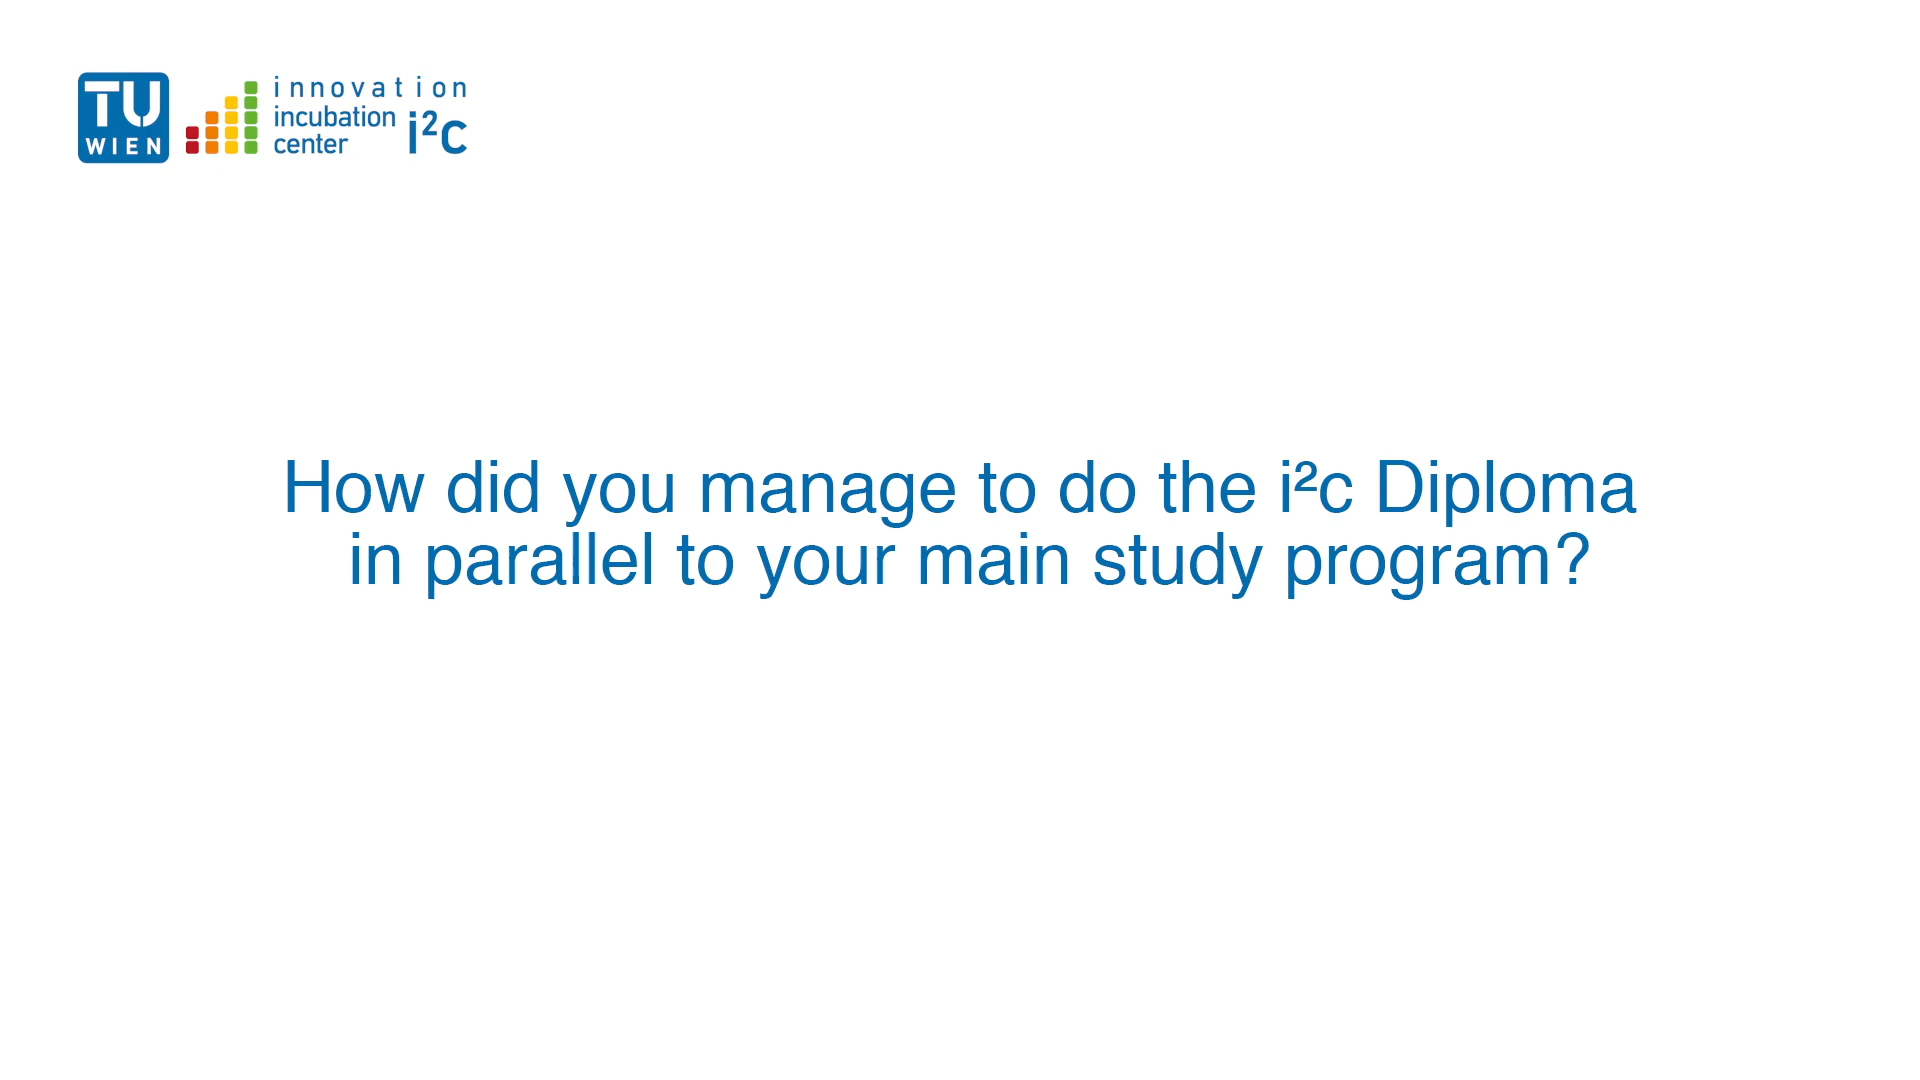 TU
WIEN
innovation
incubation
center
i²c
How did you manage to do the i²c Diploma
in parallel to your main study program?